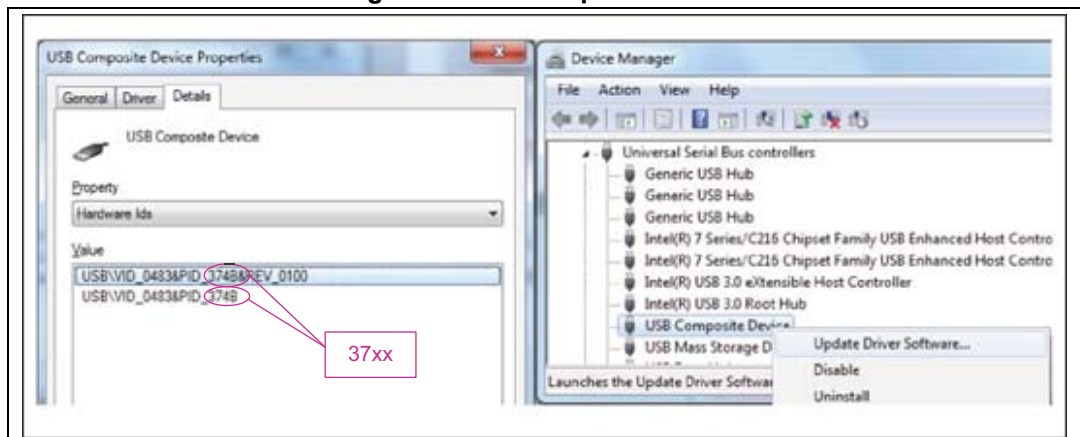 USB Composite Device Properties
General Driver Details
USB Composite Device
Property
Hardware Ids
Value
USB\VID_0483&PID_374B&REV_0100
USB\VID_0483&PID_374B
37xx
Device Manager
File Action View Help
Universal Serial Bus controllers
Generic USB Hub
Generic USB Hub
Generic USB Hub
Intel(R) 7 Series/C216 Chipset Family USB Enhanced Host Contro
Intel(R) 7 Series/C216 Chipset Family USB Enhanced Host Contro
Intel(R) USB 3.0 eXtensible Host Controller
Intel(R) USB 3.0 Root Hub
USB Composite Device
USB Mass Storage D
Launches the Update Driver Softwar
Update Driver Software...
Disable
Uninstall